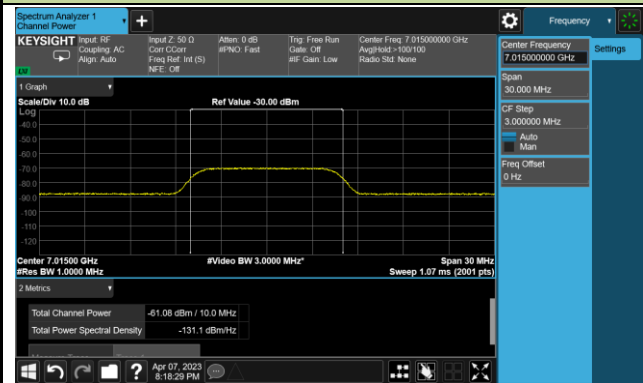 Spectrum Analyzer 1
Channel Power
Frequency
KEYSIGHT
Input: RF
Coupling: AC
Align: Auto
Input Z: 50 Ω
Corr CCorr
Freq Ref: Int (S)
NFE: Off
Atten: 0 dB
#PNO: Fast
Trig: Free Run
Gate: Off
#IF Gain: Low
Center Freq: 7.015000000 GHz
Avg|Hold:>100/100
Radio Std: None
Center Frequency
7.015000000 GHz
Settings
Span
30.000 MHz
CF Step
3.000000 MHz
Auto
Man
Freq Offset
0 Hz
1 Graph
Scale/Div 10.0 dB
Ref Value -30.00 dBm
Log
-40.0
-50.0
-60.0
-70.0
-80.0
-90.0
-100
-110
-120
Center 7.01500 GHz
#Video BW 3.0000 MHz*
Span 30 MHz
#Res BW 1.0000 MHz
Sweep 1.07 ms (2001 pts)
2 Metrics
Total Channel Power
-61.08 dBm / 10.0 MHz
Total Power Spectral Density
-131.1 dBm/Hz
Apr 07, 2023
8:18:29 PM